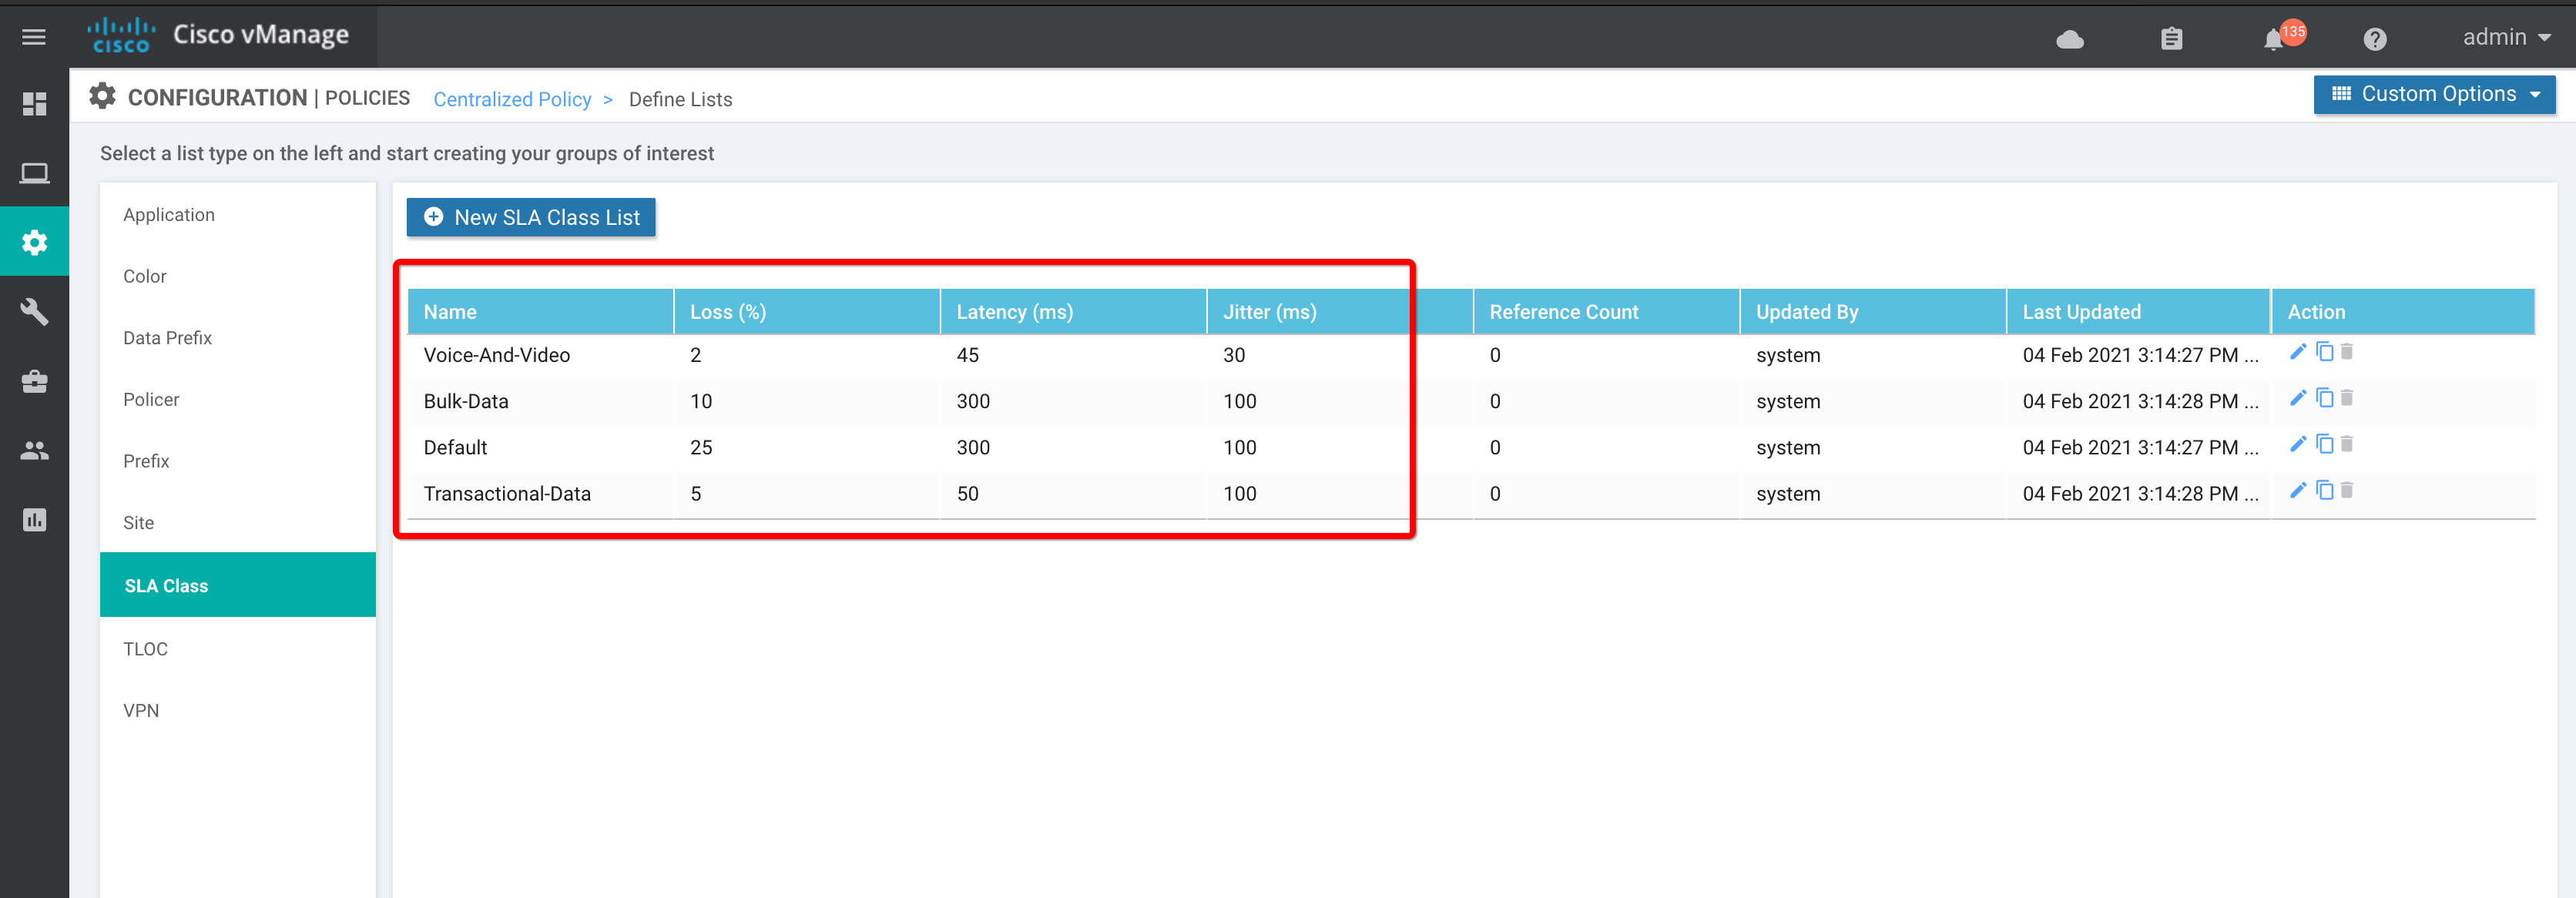 cisco Cisco vManage 135 admin
CONFIGURATION | POLICIES Centralized Policy > Define Lists Custom Options
Select a list type on the left and start creating your groups of interest
Application
Color
Data Prefix
Policer
Prefix
Site
SLA Class
TLOC
VPN
New SLA Class List
Name Loss (%) Latency (ms) Jitter (ms) Reference Count Updated By Last Updated Action
Voice-And-Video 2 45 30 0 system 04 Feb 2021 3:14:27 PM ...
Bulk-Data 10 300 100 0 system 04 Feb 2021 3:14:28 PM ...
Default 25 300 100 0 system 04 Feb 2021 3:14:27 PM ...
Transactional-Data 5 50 100 0 system 04 Feb 2021 3:14:28 PM ...